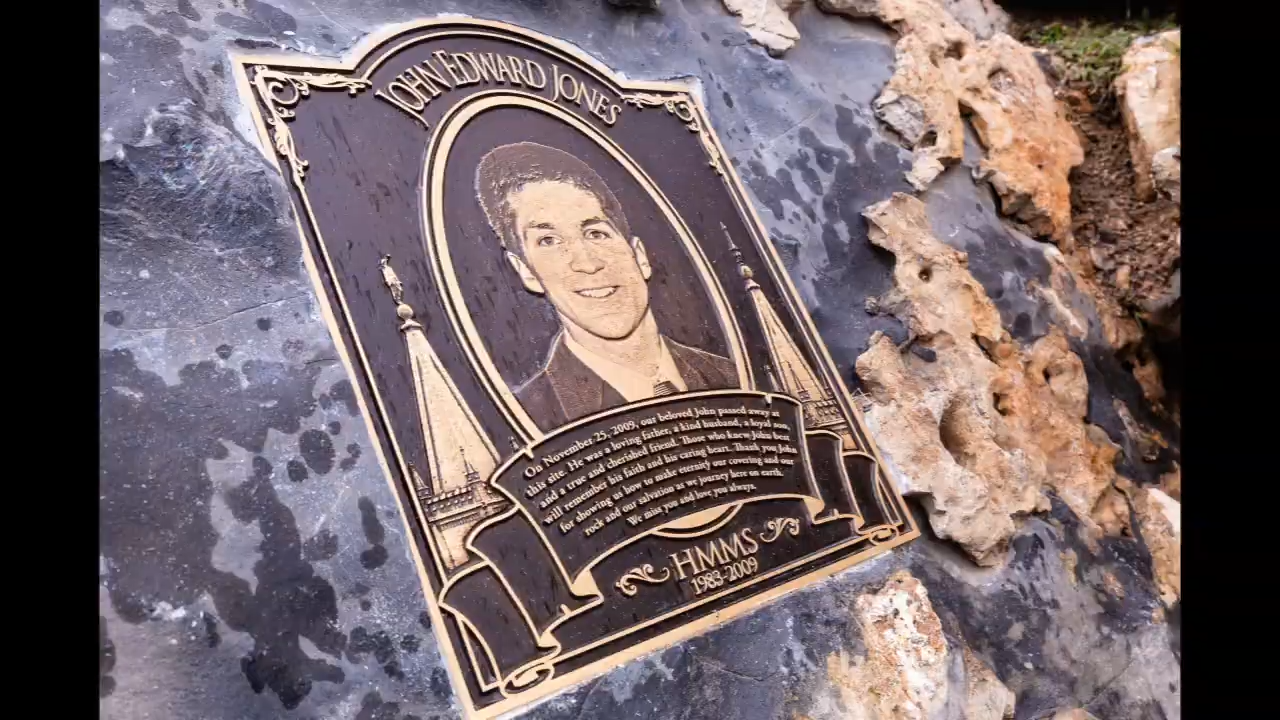 JOHN EDWARD JONES
On November 25, 2009, our beloved John passed away at
this site. He was a loving father, a kind husband, a loyal son,
and a true and cherished friend. Those who knew John best
will remember his faith and his caring heart. Thank you John
for showing us how to make eternity our covering and our
rock and our salvation as we journey here on earth.
We miss you and love you always.
HMMS
1983-2009